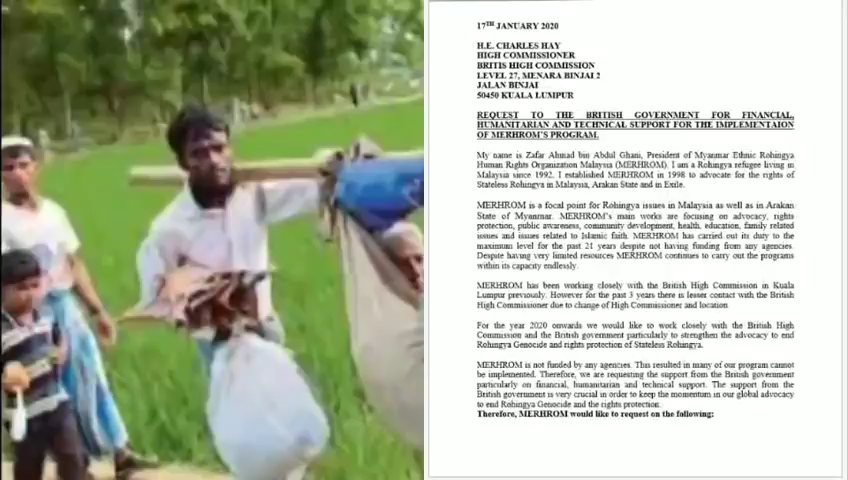 17TH JANUARY 2020
H.E. CHARLES HAY
HIGH COMMISSIONER
BRITIS HIGH COMMISSION
LEVEL 27, MENARA BINJAI 2
JALAN BINJAI
50450 KUALA LUMPUR
REQUEST TO THE BRITISH GOVERNMENT FOR FINANCIAL,
HUMANITARIAN AND TECHNICAL SUPPORT FOR THE IMPLEMENTAION
OF MERHROM'S PROGRAM.
My name is Zafar Ahmad bin Abdul Ghani, President of Myanmar Ethnic Rohingya
Human Rights Organization Malaysia (MERHROM). I am a Rohingya refugee living in
Malaysia since 1992. I established MERHROM in 1998 to advocate for the rights of
Stateless Rohingya in Malaysia, Arakan State and in Exile.
MERHROM is a focal point for Rohingya issues in Malaysia as well as in Arakan
State of Myanmar. MERHROM's main works are focusing on advocacy, rights
protection, public awareness, community development, health, education, family related
issues and issues related to Islamic faith. MERHROM has carried out its duty to the
maximum level for the past 21 years despite not having funding from any agencies.
Despite having very limited resources MERHROM continues to carry out the programs
within its capacity endlessly.
MERHROM has been working closely with the British High Commission in Kuala
Lumpur previously. However for the past 3 years there is lesser contact with the British
High Commissioner due to change of High Commissioner and location.
For the year 2020 onwards we would like to work closely with the British High
Commission and the British government particularly to strengthen the advocacy to end
Rohingya Genocide and rights protection of Stateless Rohingya.
MERHROM is not funded by any agencies. This resulted in many of our program cannot
be implemented. Therefore, we are requesting the support from the British government
particularly on financial, humanitarian and technical support. The support from the
British government is very crucial in order to keep the momentum in our global advocacy
to end Rohingya Genocide and the rights protection.
Therefore, MERHROM would like to request on the following: